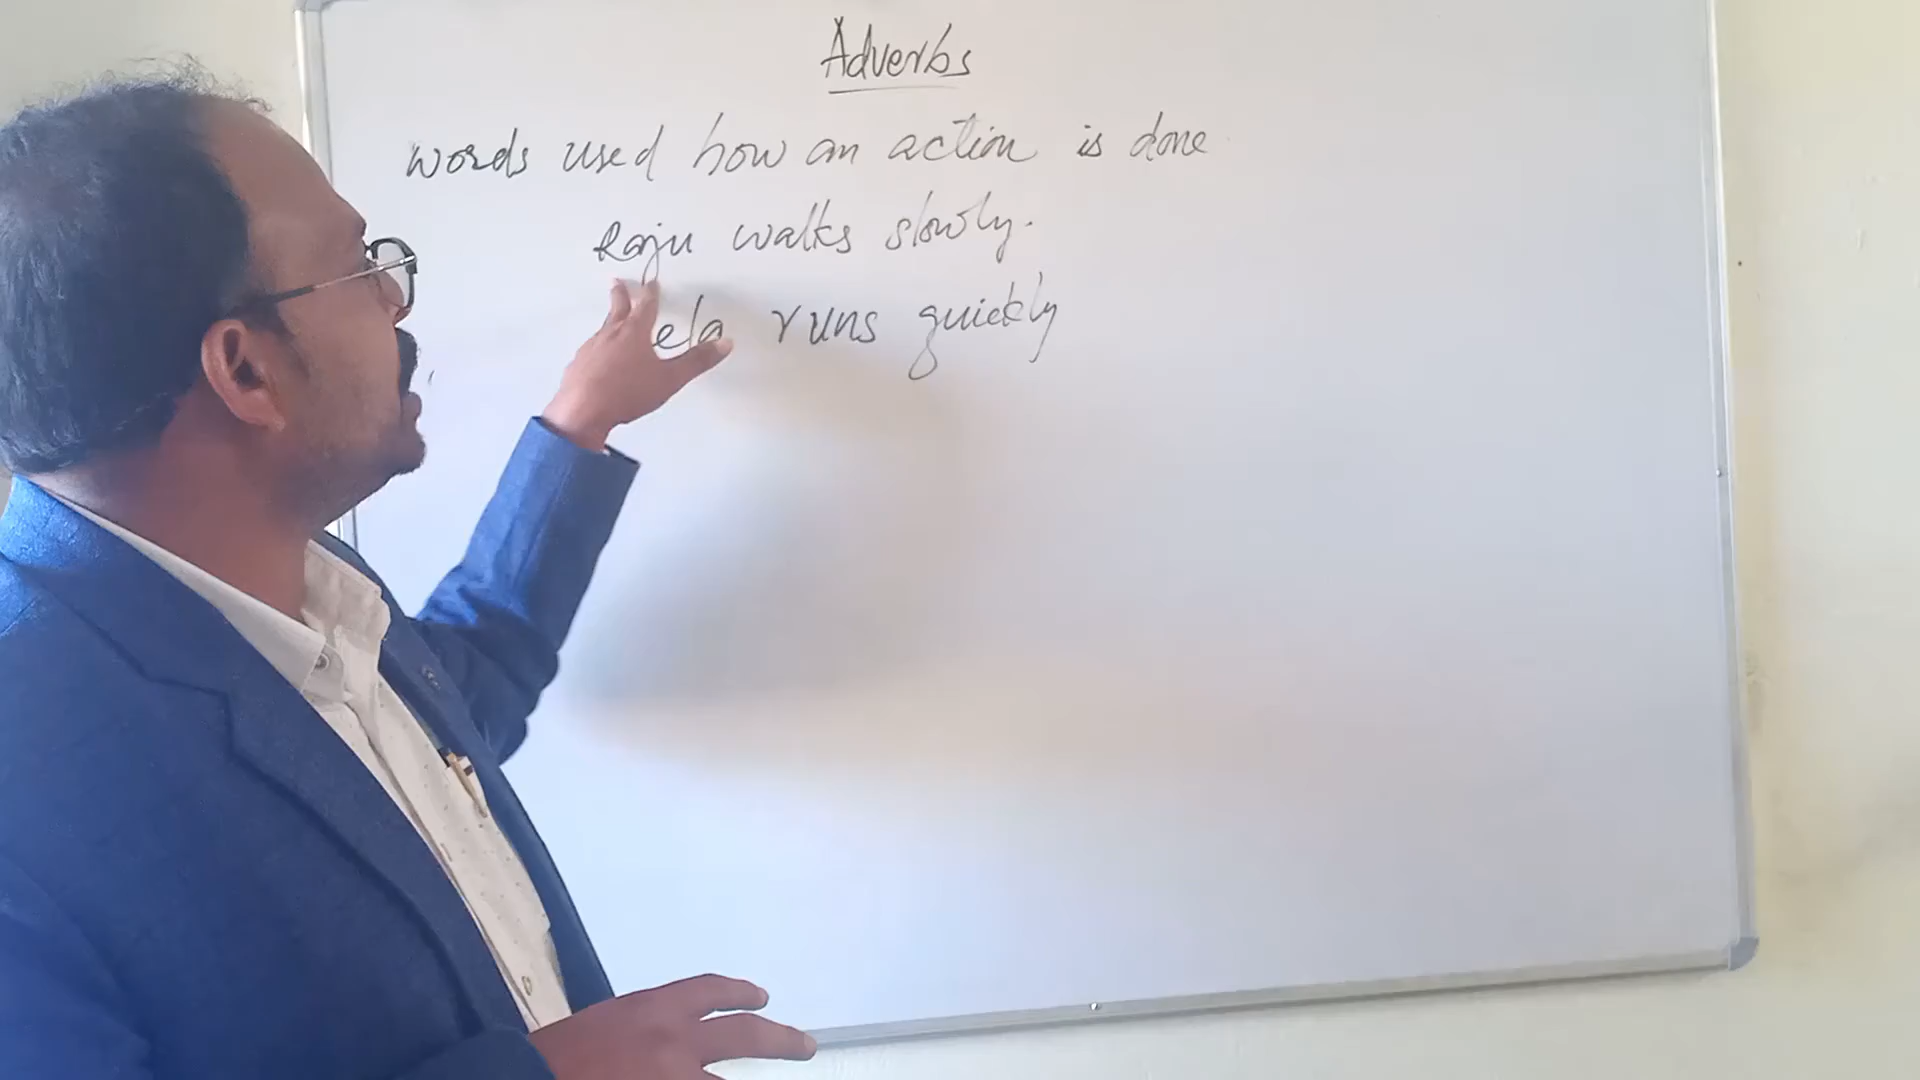 Adverbs
words used how an action is done
Raju walks slowly.
runs quickly